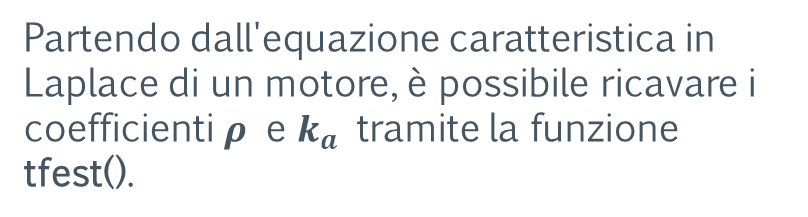 Partendo dall'equazione caratteristica in
Laplace di un motore, è possibile ricavare i
coefficienti ρ e kₐ tramite la funzione
tfest().